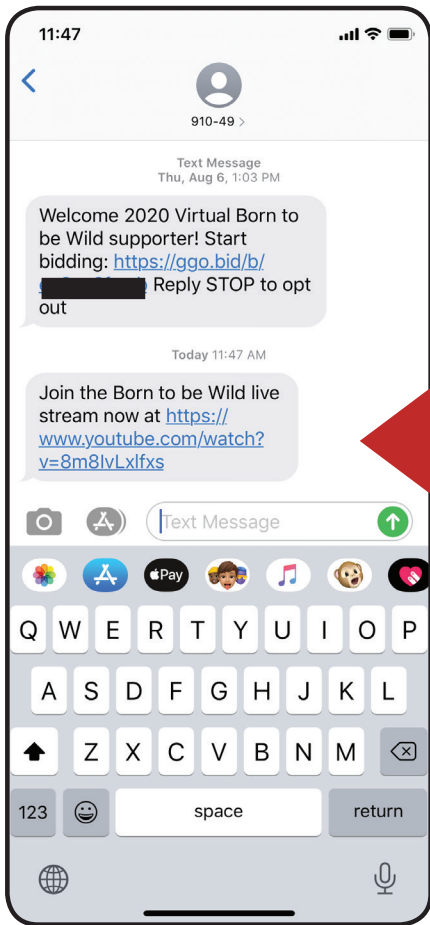 11:47
910-49 >
Text Message
Thu, Aug 6, 1:03 PM
Welcome 2020 Virtual Born to
be Wild supporter! Start
bidding: https://ggo.bid/b/
Reply STOP to opt
out
Today 11:47 AM
Join the Born to be Wild live
stream now at https://
www.youtube.com/watch?
v=8m8IvLxlfxs
Text Message
Pay
Q W E R T Y U I O P
A S D F G H J K L
Z X C V B N M
123 space return